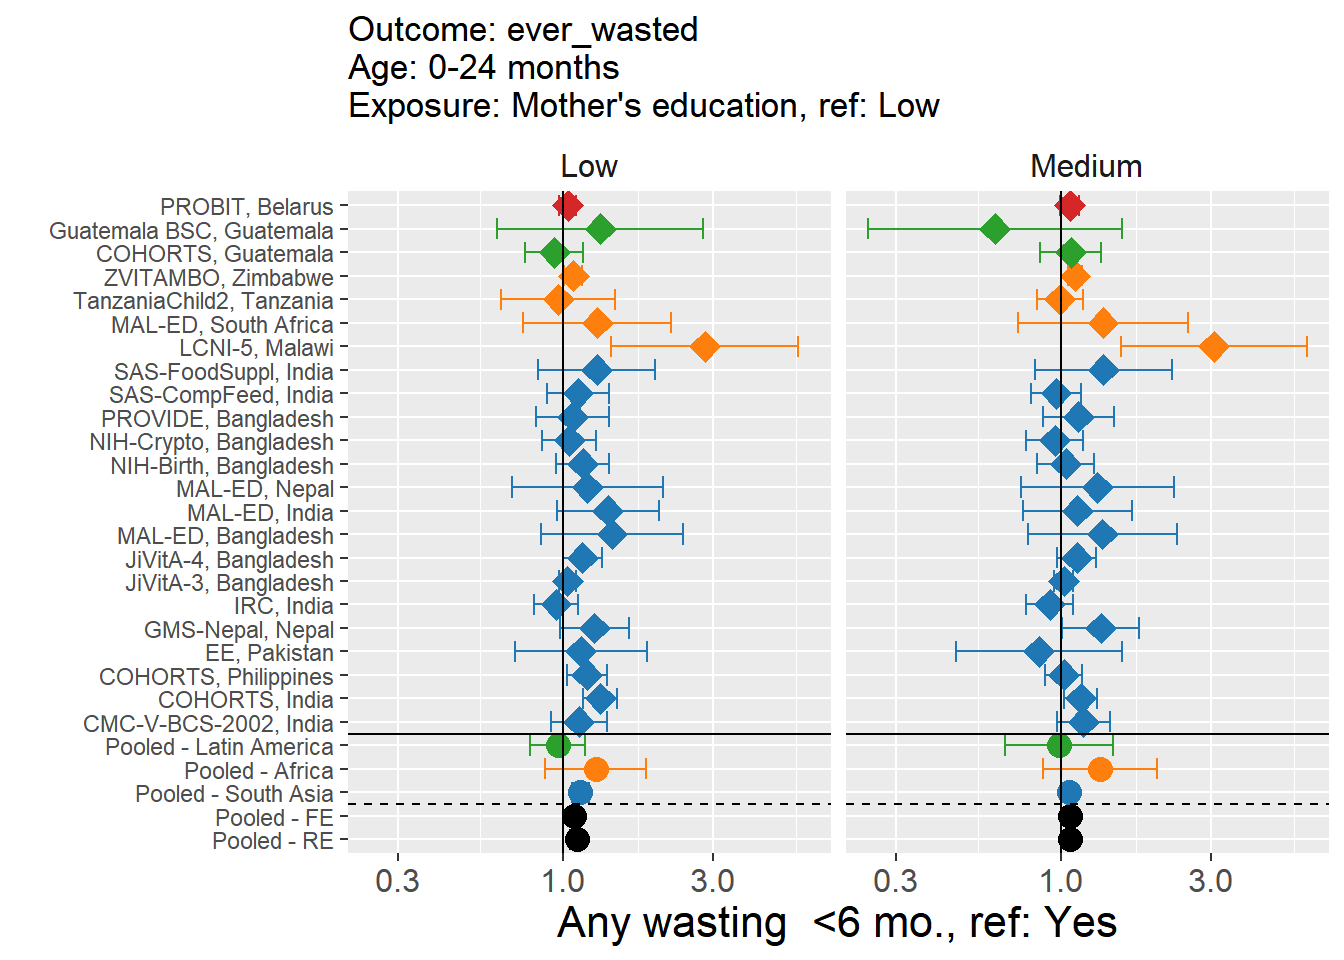 Outcome: ever_wasted
Age: 0-24 months
Exposure: Mother's education, ref: Low
Low
Medium
PROBIT, Belarus
Guatemala BSC, Guatemala
COHORTS, Guatemala
ZVITAMBO, Zimbabwe
TanzaniaChild2, Tanzania
MAL-ED, South Africa
LCNI-5, Malawi
SAS-FoodSuppl, India
SAS-CompFeed, India
PROVIDE, Bangladesh
NIH-Crypto, Bangladesh
NIH-Birth, Bangladesh
MAL-ED, Nepal
MAL-ED, India
MAL-ED, Bangladesh
JiVitA-4, Bangladesh
JiVitA-3, Bangladesh
IRC, India
GMS-Nepal, Nepal
EE, Pakistan
COHORTS, Philippines
COHORTS, India
CMC-V-BCS-2002, India
Pooled - Latin America
Pooled - Africa
Pooled - South Asia
Pooled - FE
Pooled - RE
0.3 1.0 3.0
0.3 1.0 3.0
Any wasting  <6 mo., ref: Yes